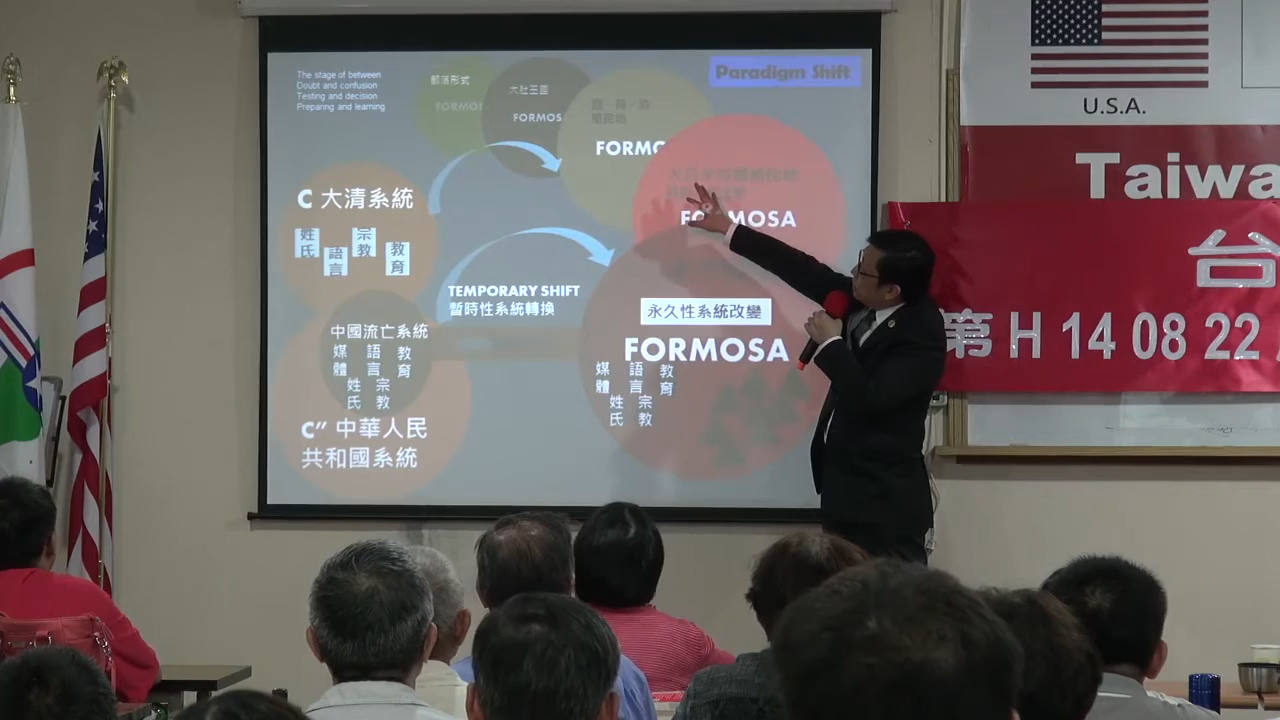 The stage of between
Doubt and confusion
Testing and decision
Preparing and learning
部落形式
FORMOS
大肚王國
FORMOS
FORMO
Paradigm Shift
FORMOSA
C 大清系統
姓氏
語言
宗教
教育
TEMPORARY SHIFT
暫時性系統轉換
中國流亡系統
媒體 語言 教育
姓氏 宗教
C” 中華人民
共和國系統
永久性系統改變
FORMOSA
媒體 語言 教育
姓氏 宗教
U.S.A.
Taiwa
台
第 H 14 08 22